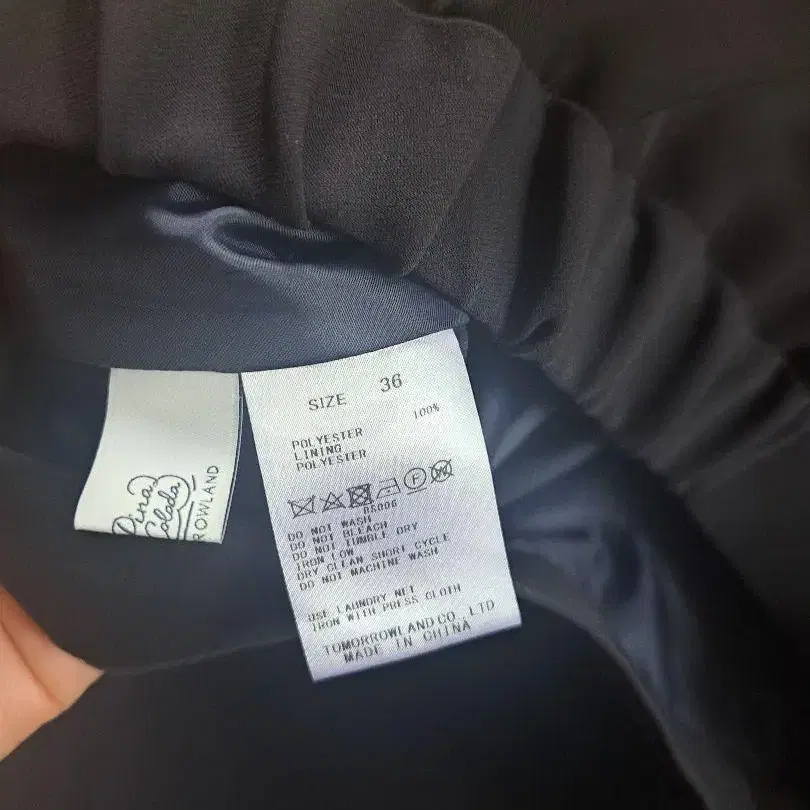 SIZE 36
100%
POLYESTER
LINING
POLYESTER
DO NOT WASH
DO NOT BLEACH
DO NOT TUMBLE DRY
IRON LOW
DRY CLEAN SHORT CYCLE
DO NOT MACHINE WASH
USE LAUNDRY NET
IRON WITH PRESS CLOTH
TOMORROWLAND CO., LTD
MADE IN CHINA
Pina
Colada
ROWLAND